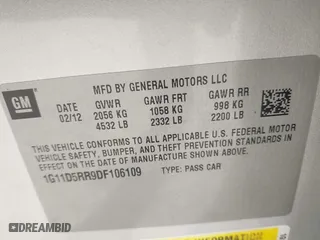 GM
MFD BY GENERAL MOTORS LLC
02/12 GVWR GAWR FRT GAWR RR
2056 KG 1058 KG 998 KG
4532 LB 2332 LB 2200 LB
THIS VEHICLE CONFORMS TO ALL APPLICABLE U.S. FEDERAL MOTOR
VEHICLE SAFETY, BUMPER, AND THEFT PREVENTION STANDARDS
IN EFFECT ON THE DATE OF MANUFACTURE SHOWN ABOVE.
1G11D5RR9DF106109 TYPE: PASS CAR
DCarsBidsHistory